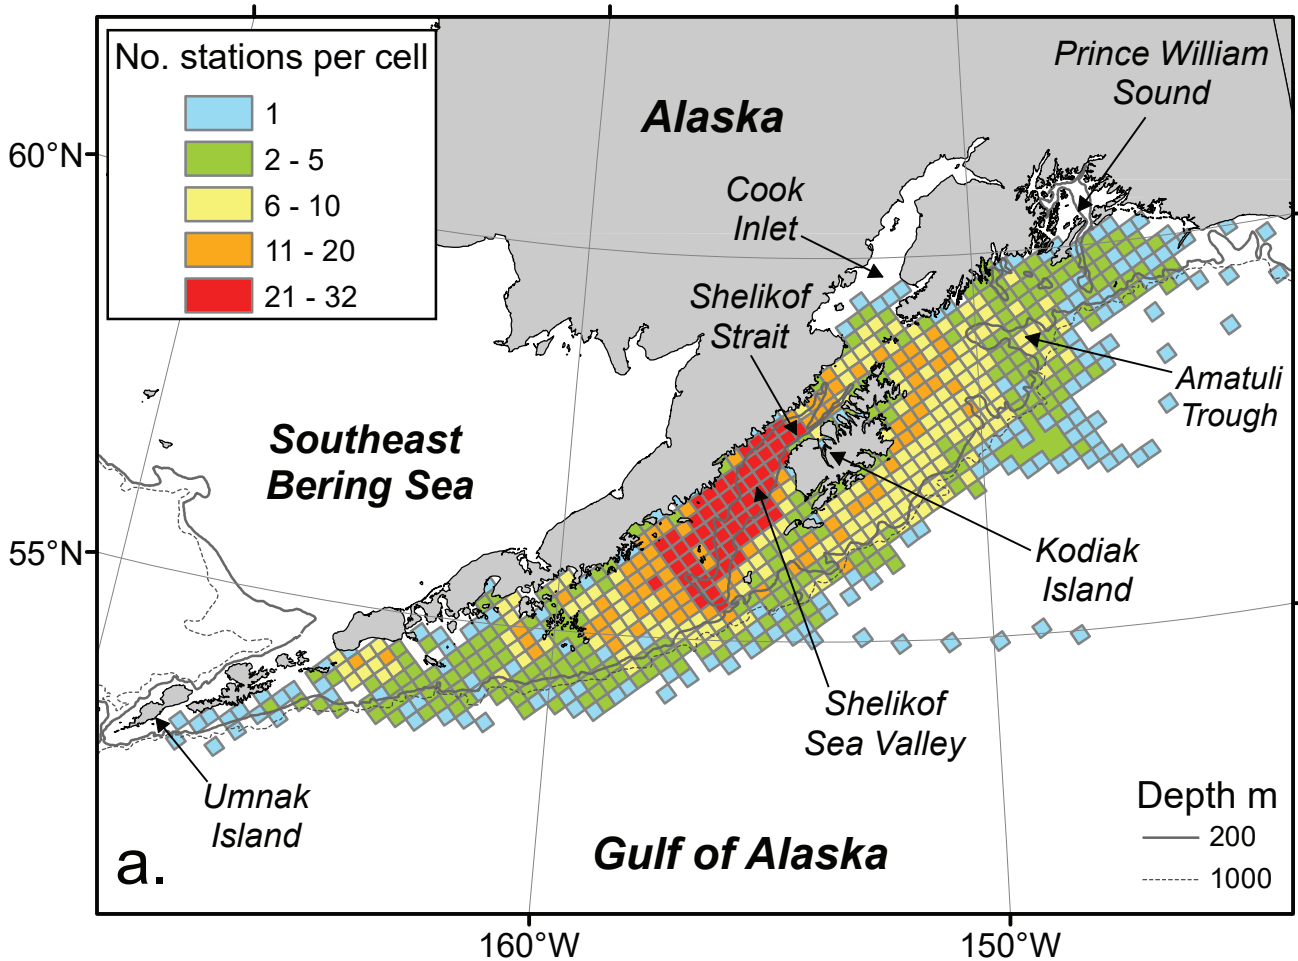 No. stations per cell
1
2 - 5
6 - 10
11 - 20
21 - 32
Alaska
Prince William
Sound
Cook
Inlet
Shelikof
Strait
Amatuli
Trough
Southeast
Bering Sea
Kodiak
Island
Shelikof
Sea Valley
Umnak
Island
Gulf of Alaska
Depth m
200
1000
a.
60°N
55°N
160°W
150°W